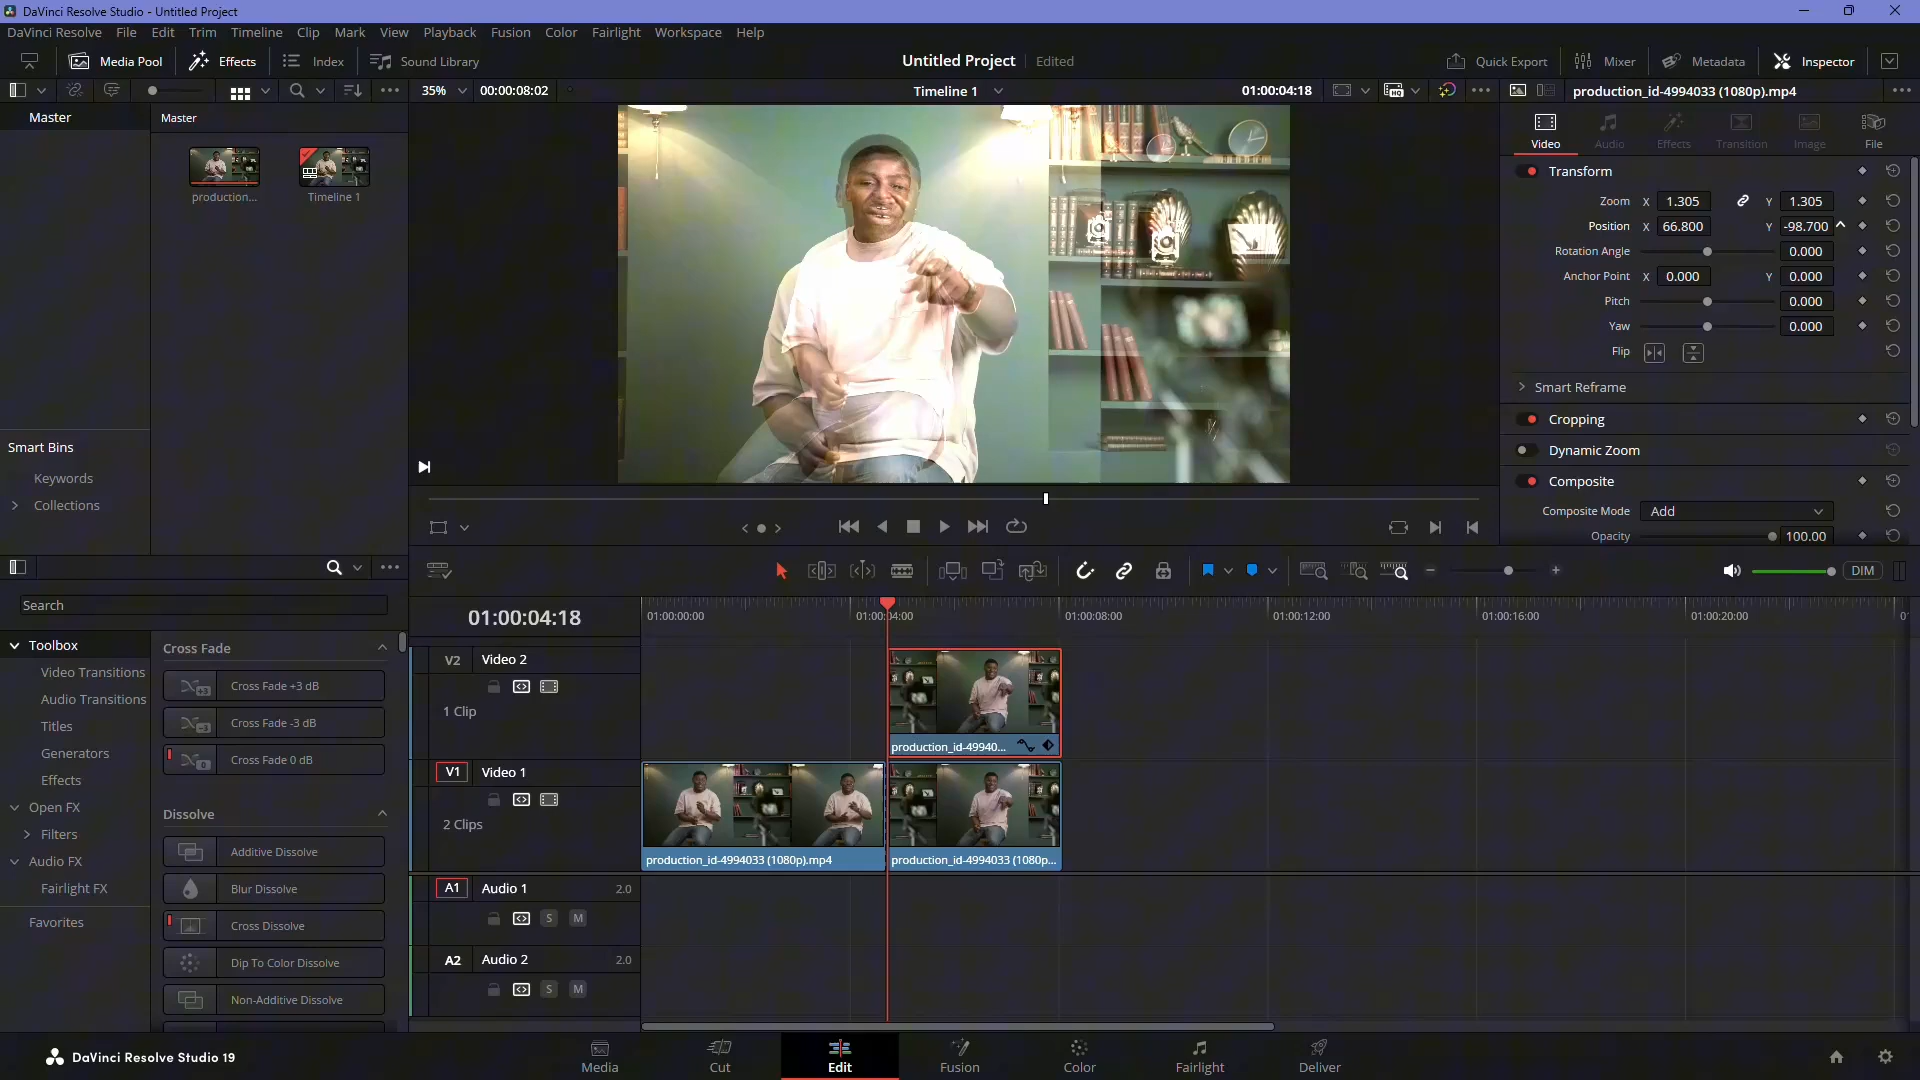 DaVinci Resolve Studio - Untitled Project
DaVinci Resolve File Edit Trim Timeline Clip Mark View Playback Fusion Color Fairlight Workspace Help
Media Pool Effects Index Sound Library Untitled Project Edited Quick Export Mixer Metadata Inspector
35% 00:00:08:02 Timeline 1 01:00:04:18 production_id-4994033 (1080p).mp4
Master Master
production...
Timeline 1
Smart Bins
Keywords
Collections
Video Audio Effects Transition Image File
Transform
Zoom X 1.305 Y 1.305
Position X 66.800 Y -98.700
Rotation Angle 0.000
Anchor Point X 0.000 Y 0.000
Pitch 0.000
Yaw 0.000
Flip
Smart Reframe
Cropping
Dynamic Zoom
Composite
Composite Mode Add
Opacity 100.00
DIM
Search
Toolbox
Video Transitions
Audio Transitions
Titles
Generators
Effects
Open FX
Filters
Audio FX
Fairlight FX
Favorites
Cross Fade
+3 Cross Fade +3 dB
-3 Cross Fade -3 dB
0 Cross Fade 0 dB
Dissolve
Additive Dissolve
Blur Dissolve
Cross Dissolve
Dip To Color Dissolve
Non-Additive Dissolve
01:00:04:18
01:00:00:00 01:00:04:00 01:00:08:00 01:00:12:00 01:00:16:00 01:00:20:00
V2 Video 2
1 Clip
production_id-49940...
V1 Video 1
2 Clips
production_id-4994033 (1080p).mp4 production_id-4994033 (1080p...
A1 Audio 1 2.0
S M
A2 Audio 2 2.0
S M
DaVinci Resolve Studio 19
Media Cut Edit Fusion Color Fairlight Deliver